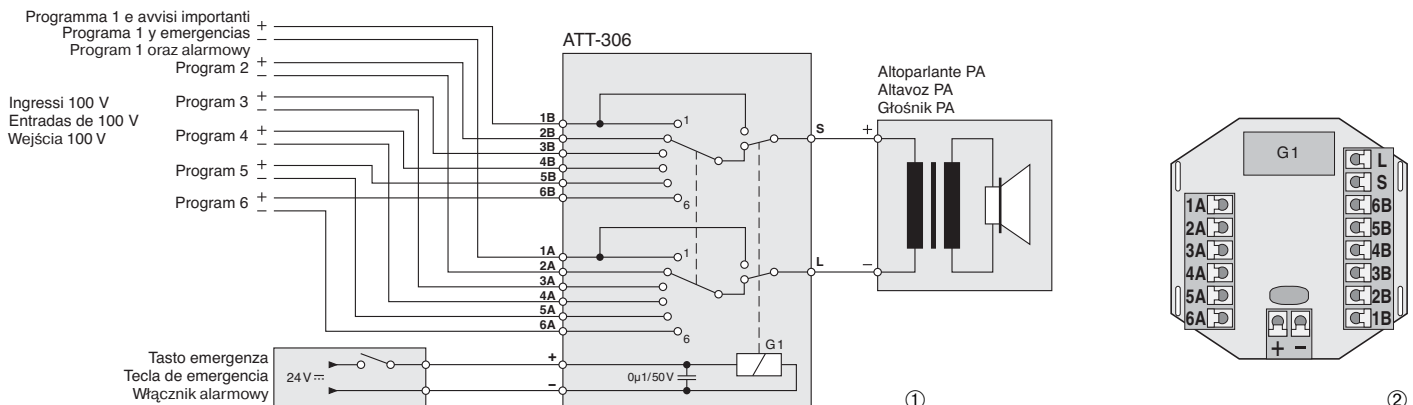 Programma 1 e avvisi importanti
Programa 1 y emergencias
Program 1 oraz alarmowy
+
−
Program 2
+
−
Program 3
+
−
Program 4
+
−
Program 5
+
−
Program 6
+
−
Ingressi 100 V
Entradas de 100 V
Wejścia 100 V
ATT-306
1B
2B
3B
4B
5B
6B
1
6
1A
2A
3A
4A
5A
6A
1
6
S
L
+
−
Altoparlante PA
Altavoz PA
Głośnik PA
Tasto emergenza
Tecla de emergencia
Włącznik alarmowy
24 V
+
−
0µ1/50 V
G1
①
G1
L
S
6B
5B
4B
3B
2B
1B
1A
2A
3A
4A
5A
6A
+ −
②